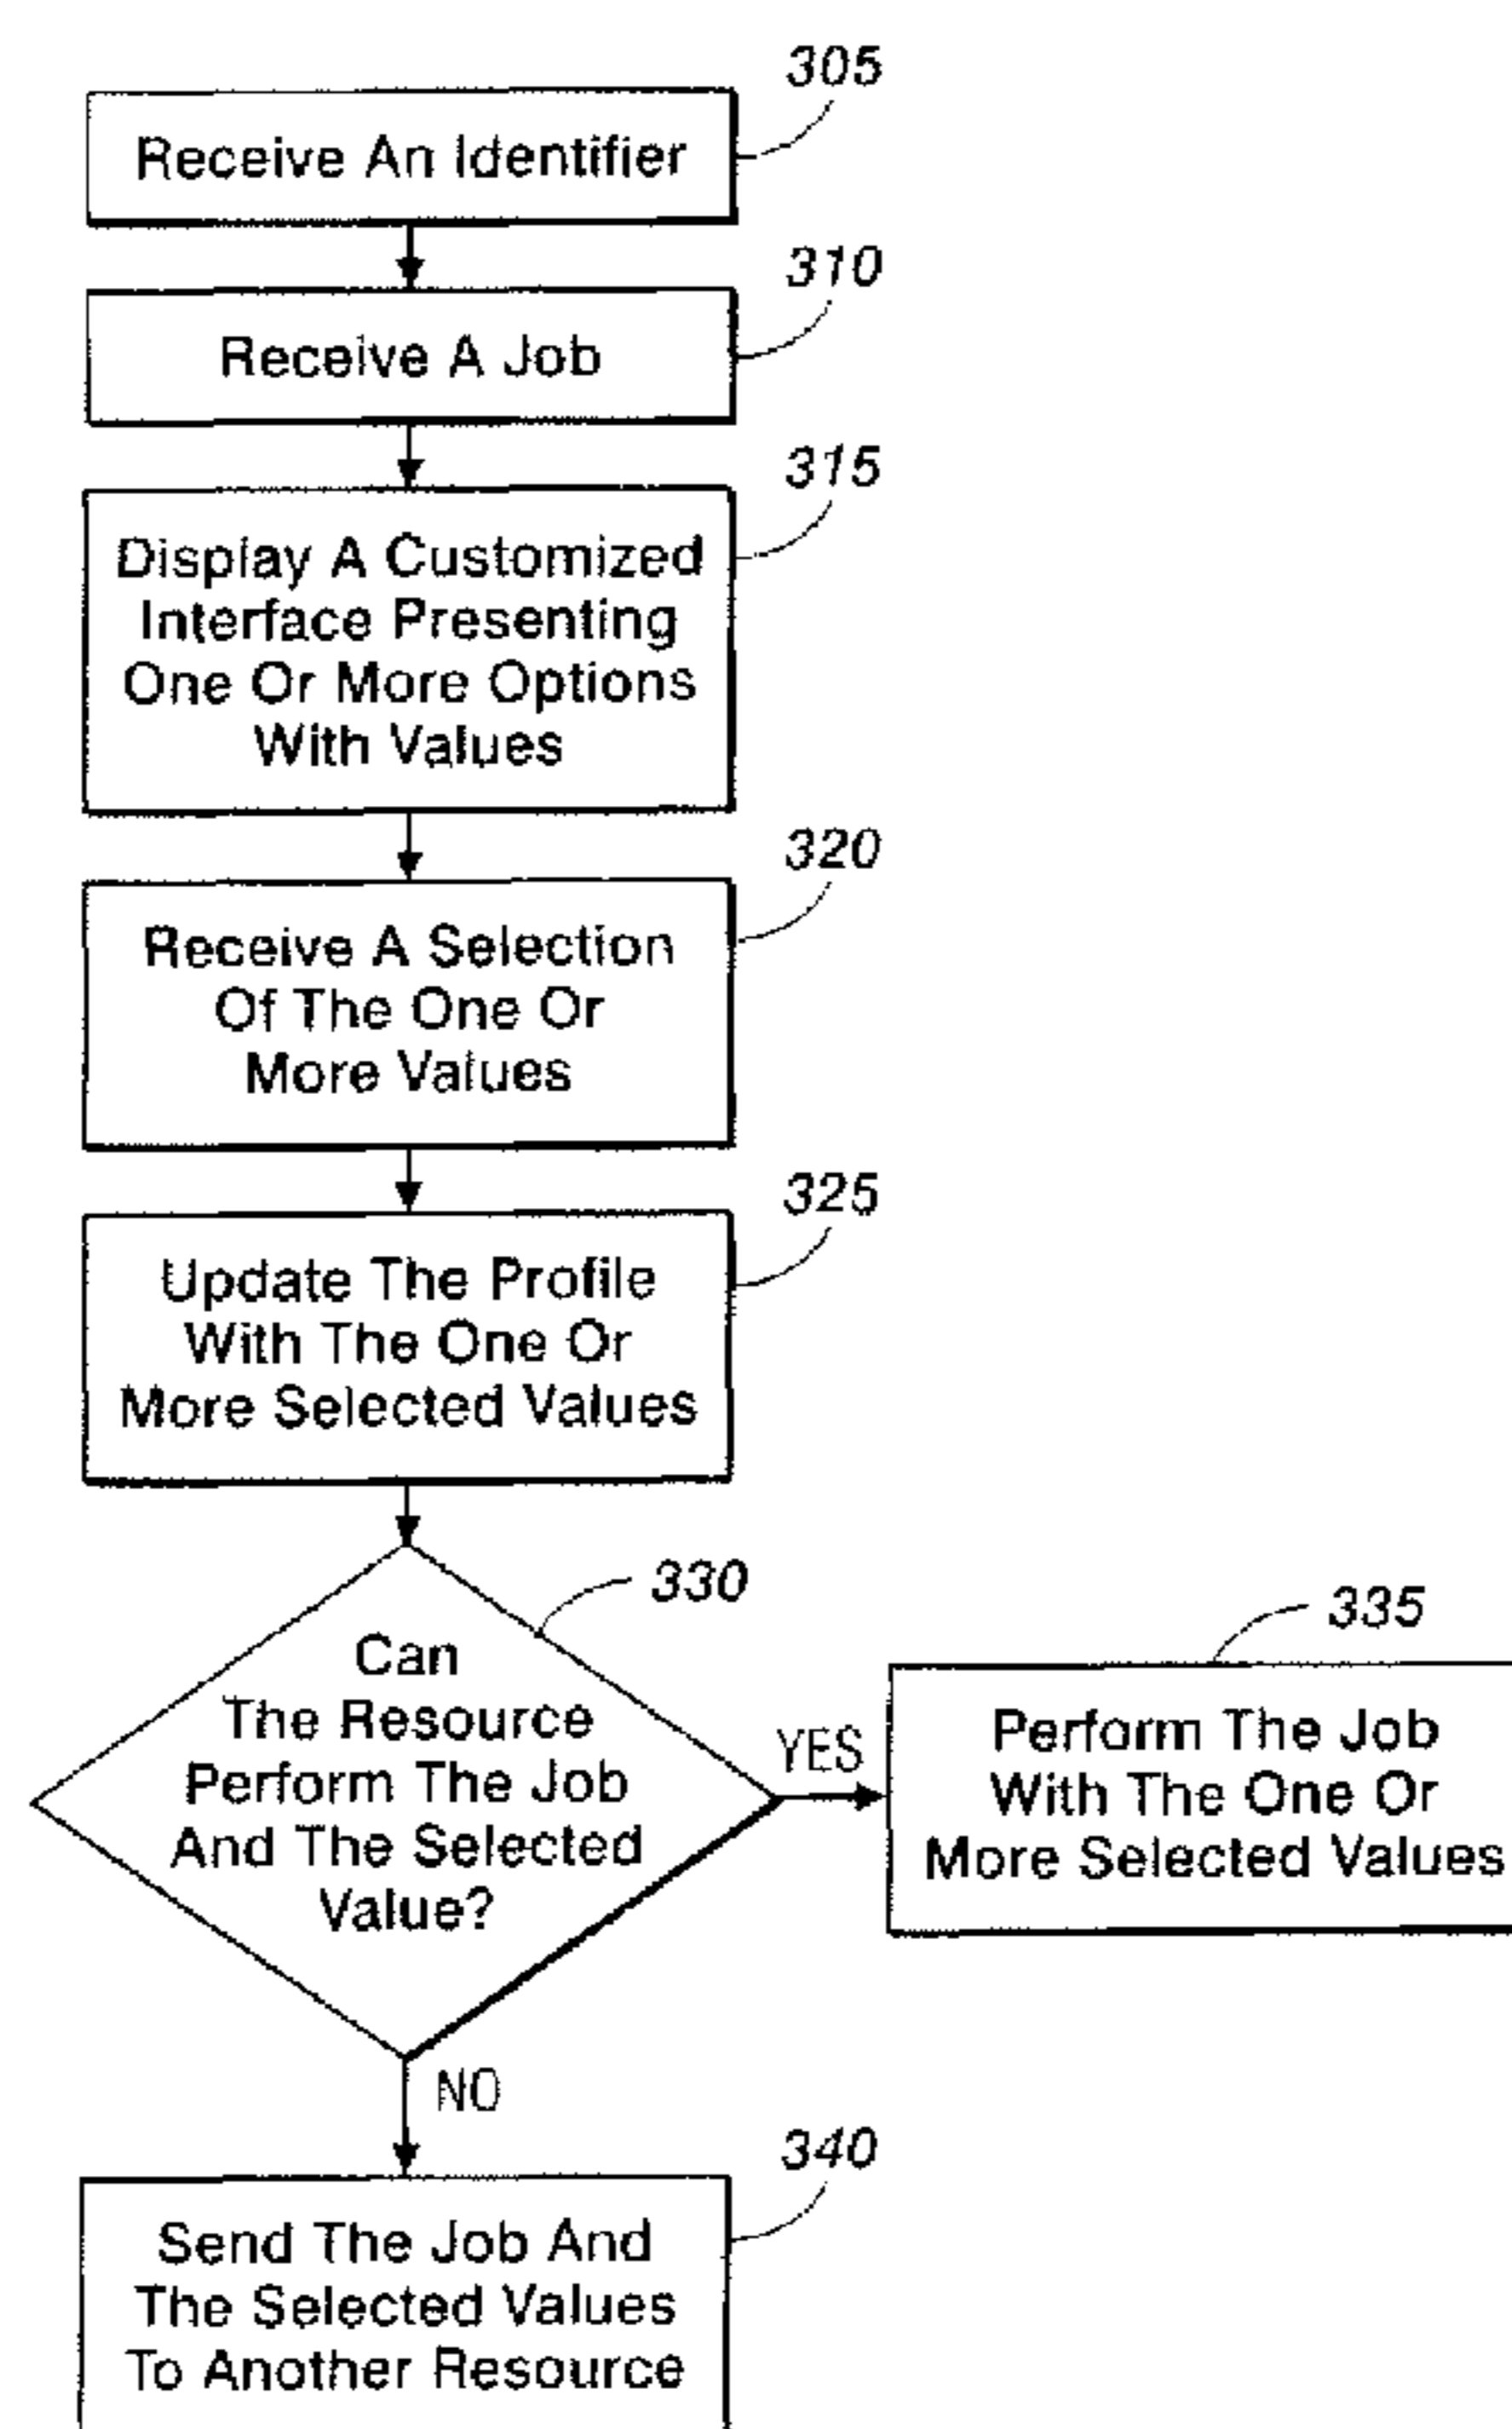 305
Receive An Identifier
310
Receive A Job
315
Display A Customized
Interface Presenting
One Or More Options
With Values
320
Receive A Selection
Of The One Or
More Values
325
Update The Profile
With The One Or
More Selected Values
330
Can
The Resource
Perform The Job
And The Selected
Value?
YES
335
Perform The Job
With The One Or
More Selected Values
NO
340
Send The Job And
The Selected Values
To Another Resource